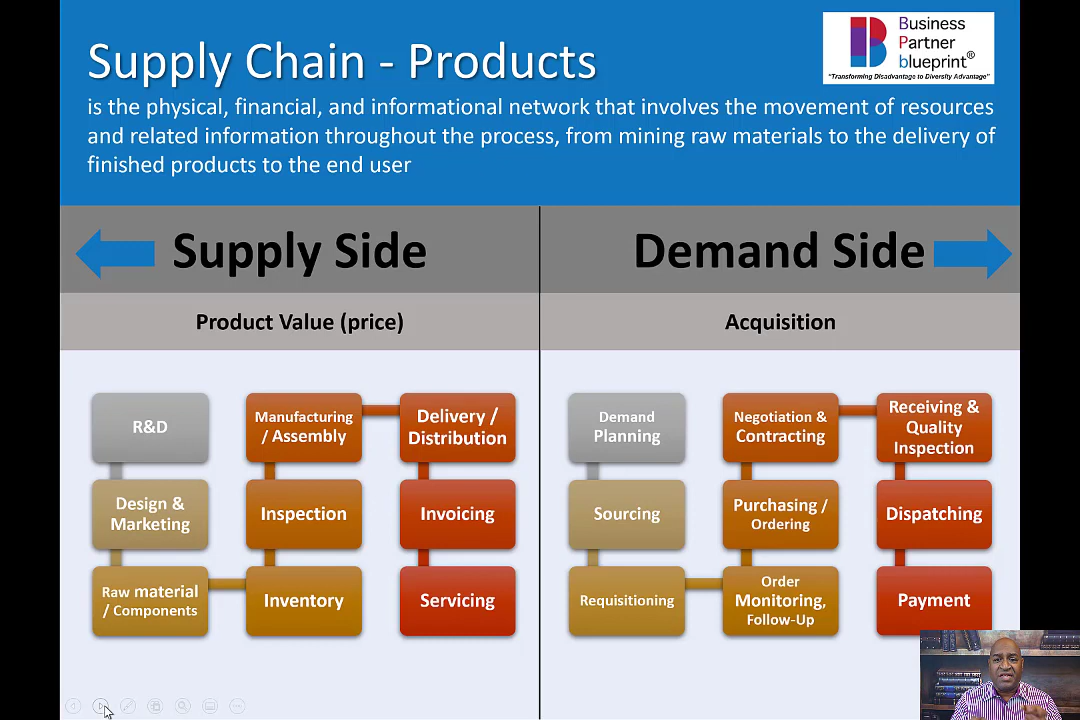 Supply Chain - Products
Business
Partner
blueprint®
"Transforming Disadvantage to Diversity Advantage"
is the physical, financial, and informational network that involves the movement of resources
and related information throughout the process, from mining raw materials to the delivery of
finished products to the end user
Supply Side
Demand Side
Product Value (price)
Acquisition
R&D
Design &
Marketing
Raw material
/ Components
Manufacturing
/ Assembly
Inspection
Inventory
Delivery /
Distribution
Invoicing
Servicing
Demand
Planning
Sourcing
Requisitioning
Negotiation &
Contracting
Purchasing /
Ordering
Order
Monitoring,
Follow-Up
Receiving &
Quality
Inspection
Dispatching
Payment